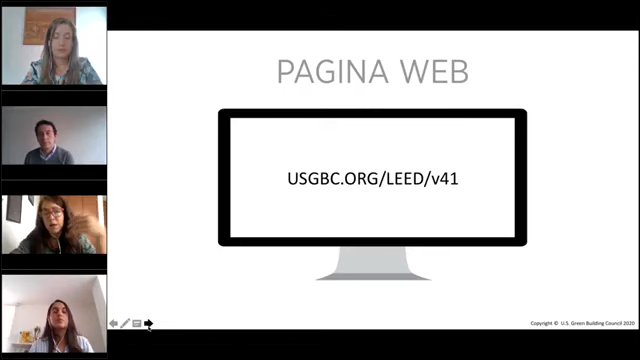 PAGINA WEB
USGBC.ORG/LEED/v41
Copyright © U.S. Green Building Council 2020